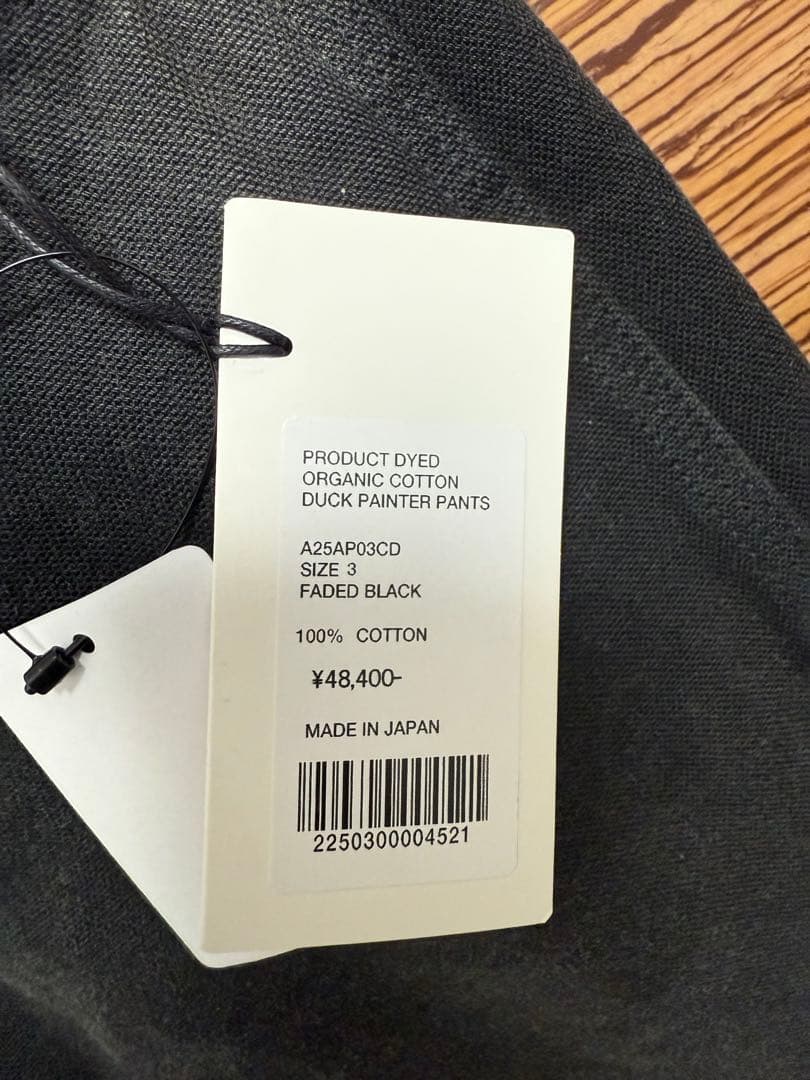 PRODUCT DYED
ORGANIC COTTON
DUCK PAINTER PANTS
A25AP03CD
SIZE 3
FADED BLACK
100% COTTON
¥48,400-
MADE IN JAPAN
2250300004521